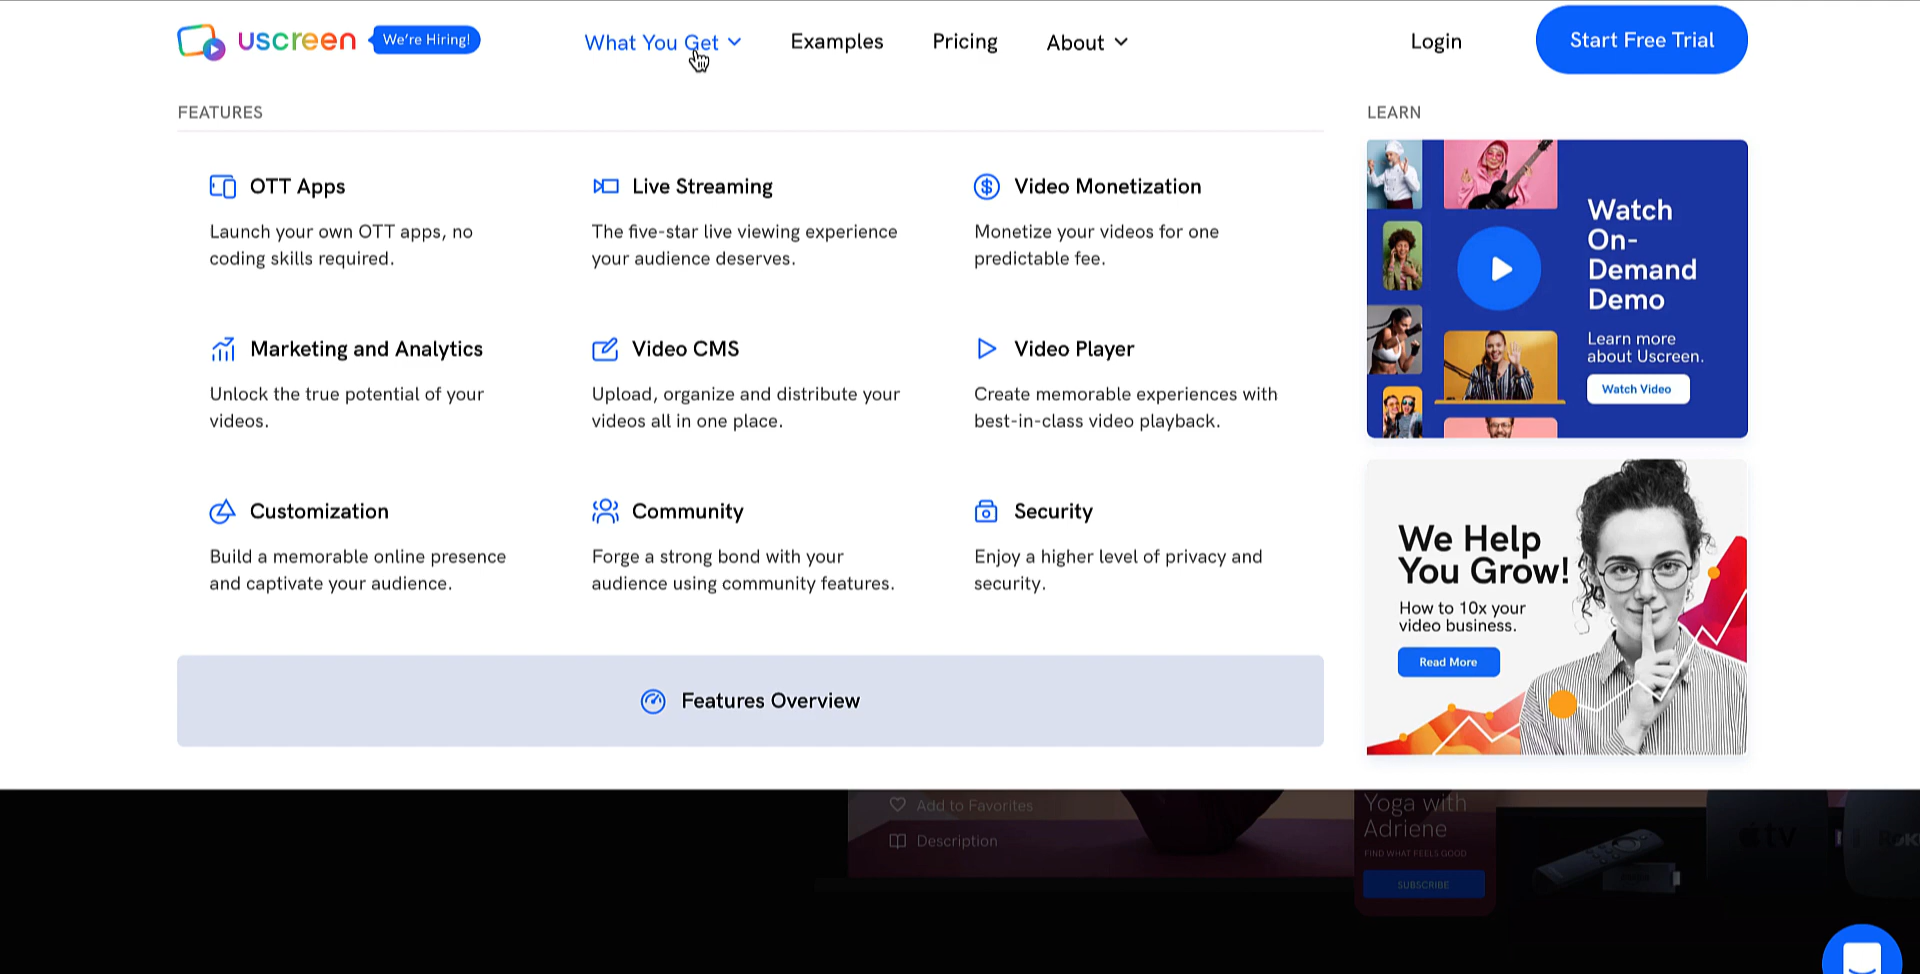 uscreen
We're Hiring!
What You Get
Examples
Pricing
About
Login
Start Free Trial
FEATURES
OTT Apps
Launch your own OTT apps, no
coding skills required.
Live Streaming
The five-star live viewing experience
your audience deserves.
Video Monetization
Monetize your videos for one
predictable fee.
Marketing and Analytics
Unlock the true potential of your
videos.
Video CMS
Upload, organize and distribute your
videos all in one place.
Video Player
Create memorable experiences with
best-in-class video playback.
Customization
Build a memorable online presence
and captivate your audience.
Community
Forge a strong bond with your
audience using community features.
Security
Enjoy a higher level of privacy and
security.
Features Overview
LEARN
Watch
On-
Demand
Demo
Learn more
about Uscreen.
Watch Video
We Help
You Grow!
How to 10x your
video business.
Read More
Add to Favorites
Description
Yoga with
Adriene
FIND WHAT FEELS GOOD
SUBSCRIBE
tv